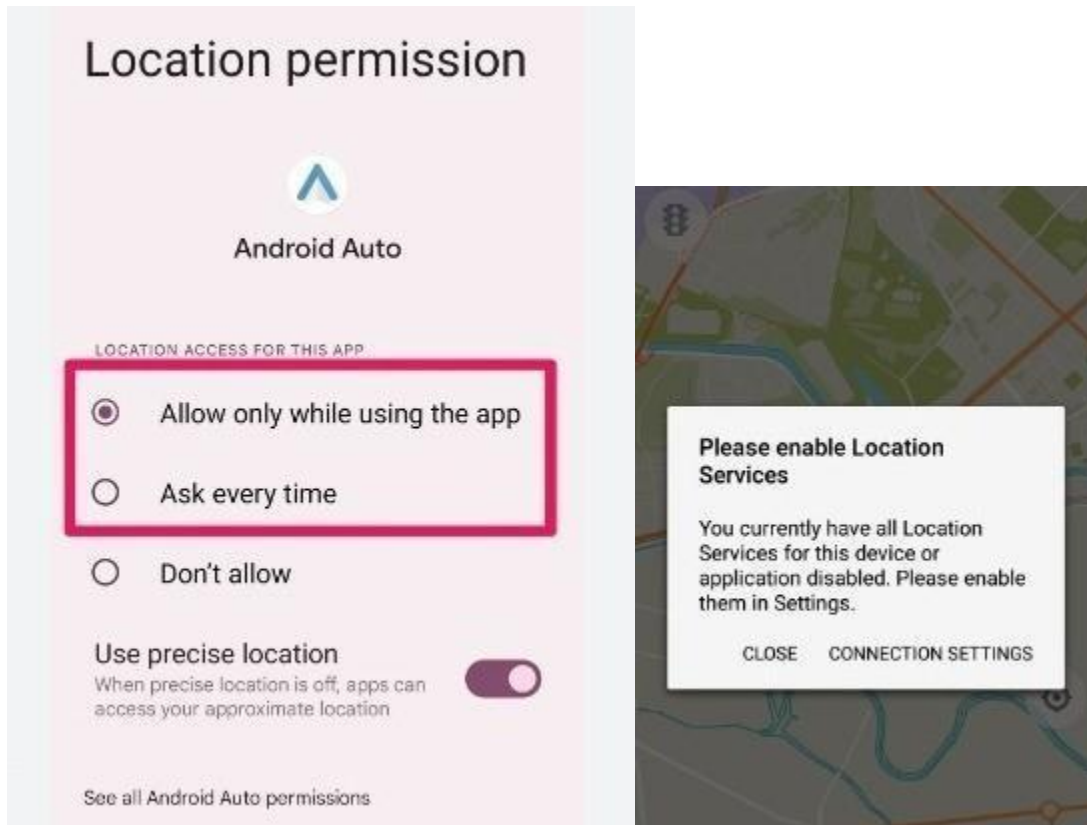 Location permission
Android Auto
LOCATION ACCESS FOR THIS APP
Allow only while using the app
Ask every time
Don't allow
Use precise location
When precise location is off, apps can
access your approximate location
See all Android Auto permissions
Please enable Location
Services
You currently have all Location
Services for this device or
application disabled. Please enable
them in Settings.
CLOSE CONNECTION SETTINGS